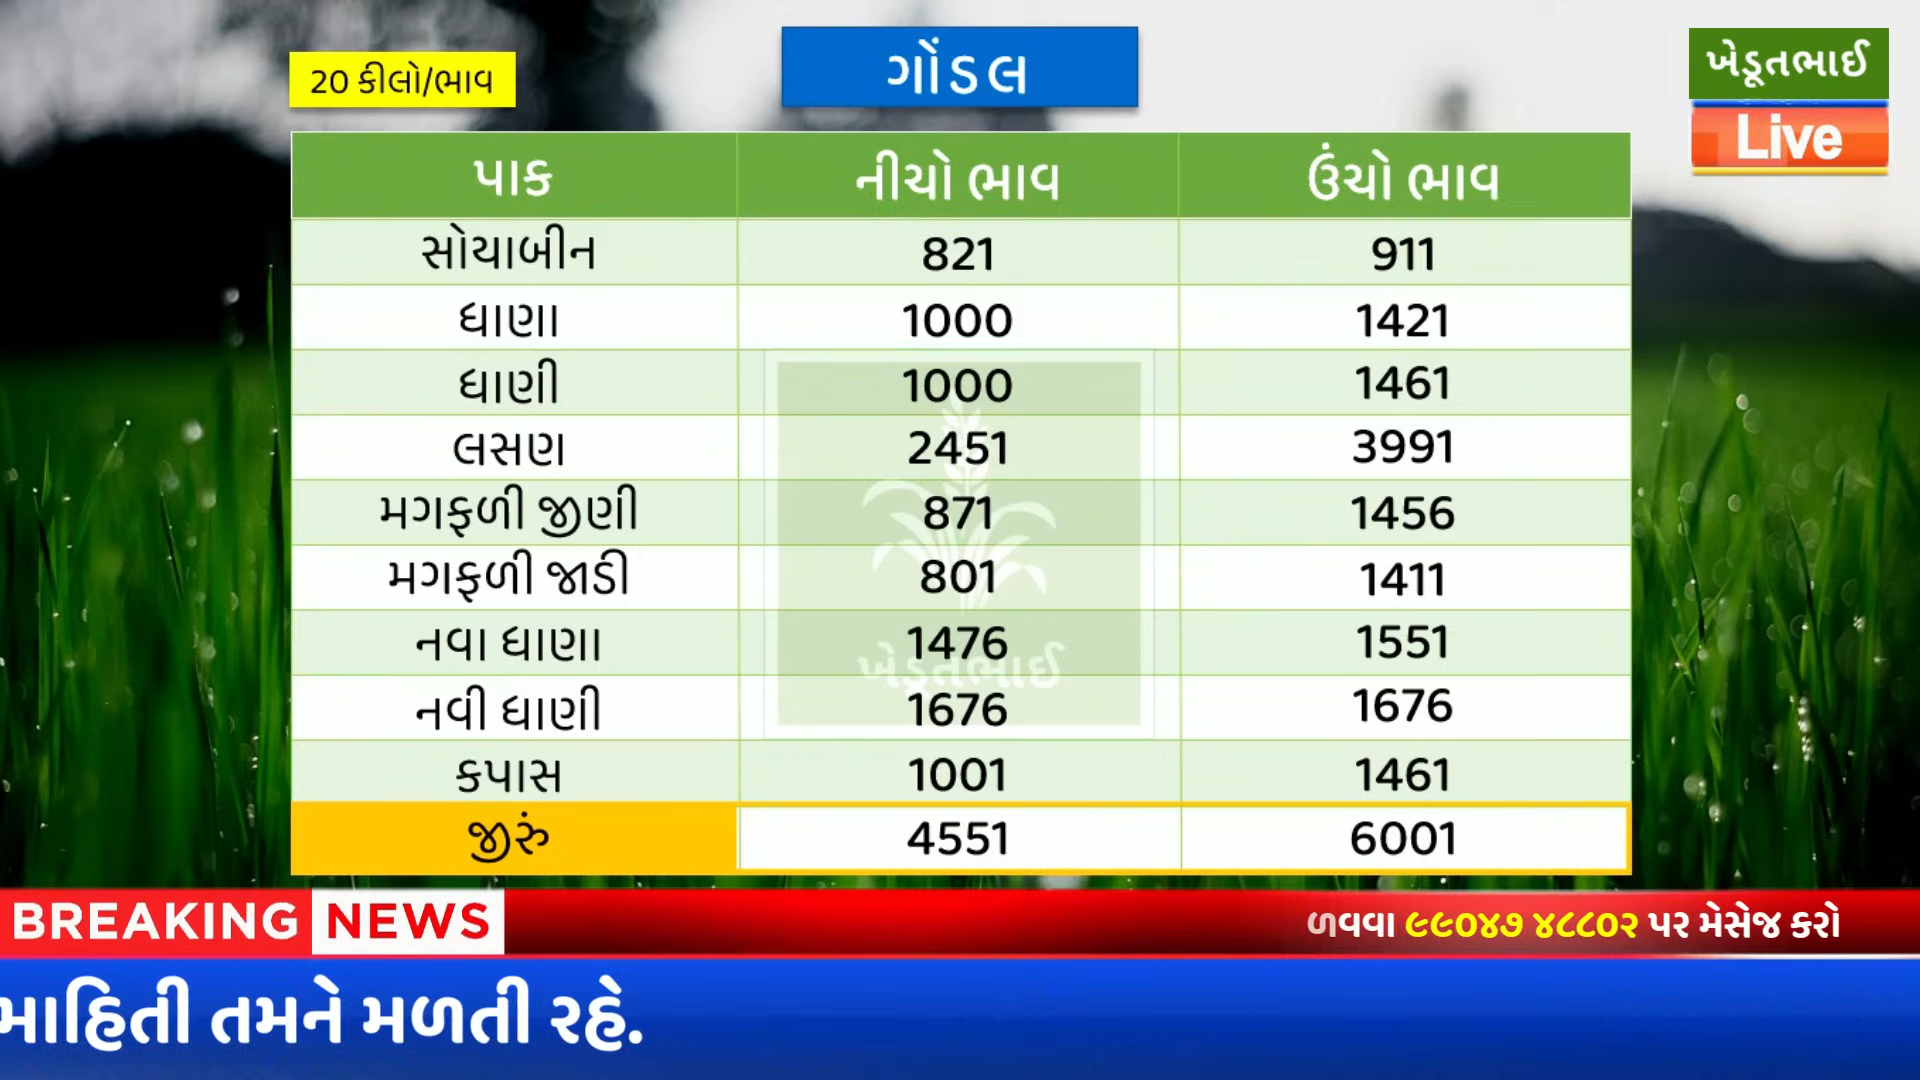 20 કીલો/ભાવ
ગોંડલ
ખેડૂતભાઈ
Live
પાક નીચો ભાવ ઉંચો ભાવ
સોયાબીન 821 911
ધાણા 1000 1421
ધાણી 1000 1461
લસણ 2451 3991
મગફળી જીણી 871 1456
મગફળી જાડી 801 1411
નવા ધાણા 1476 1551
ખેડૂતભાઈ
નવી ધાણી 1676 1676
કપાસ 1001 1461
જીરું 4551 6001
BREAKING NEWS
ળવવા ૯૯૦૪૭ ૪૮૮૦૨ પર મેસેજ કરો
માહિતી તમને મળતી રહે.